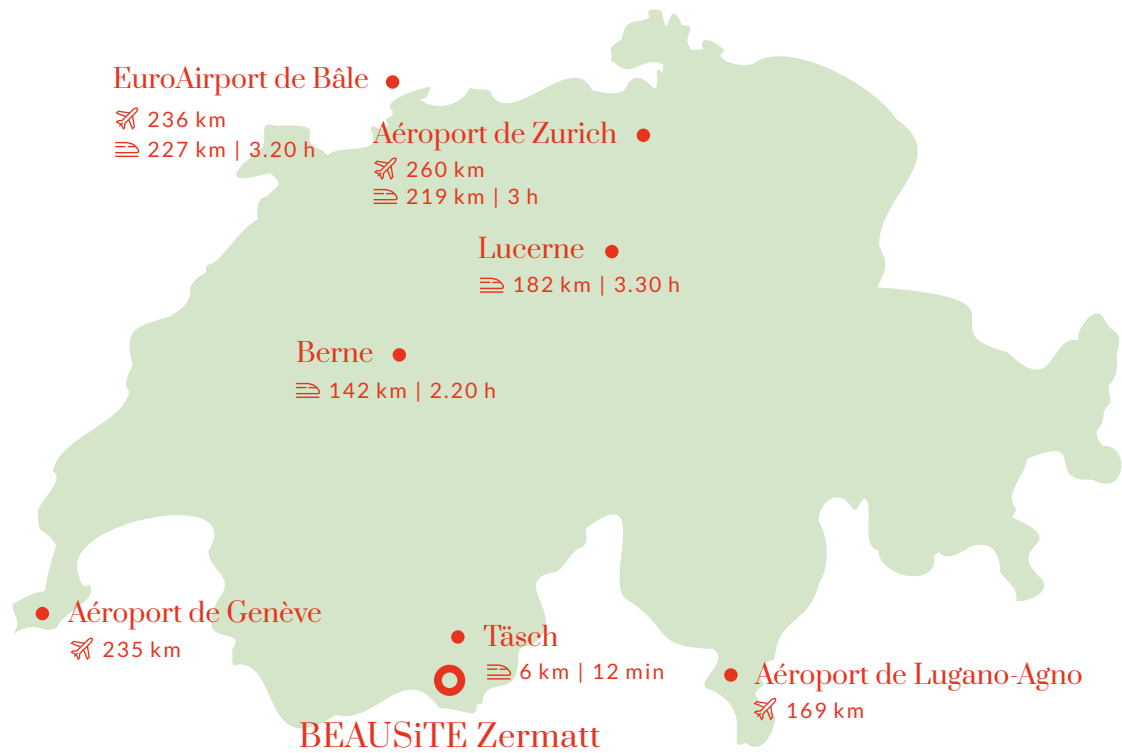 EuroAirport de Bâle
236 km
227 km | 3.20 h
Aéroport de Zurich
260 km
219 km | 3 h
Lucerne
182 km | 3.30 h
Berne
142 km | 2.20 h
Aéroport de Genève
235 km
Täsch
6 km | 12 min
Aéroport de Lugano-Agno
169 km
BEAUSiTE Zermatt